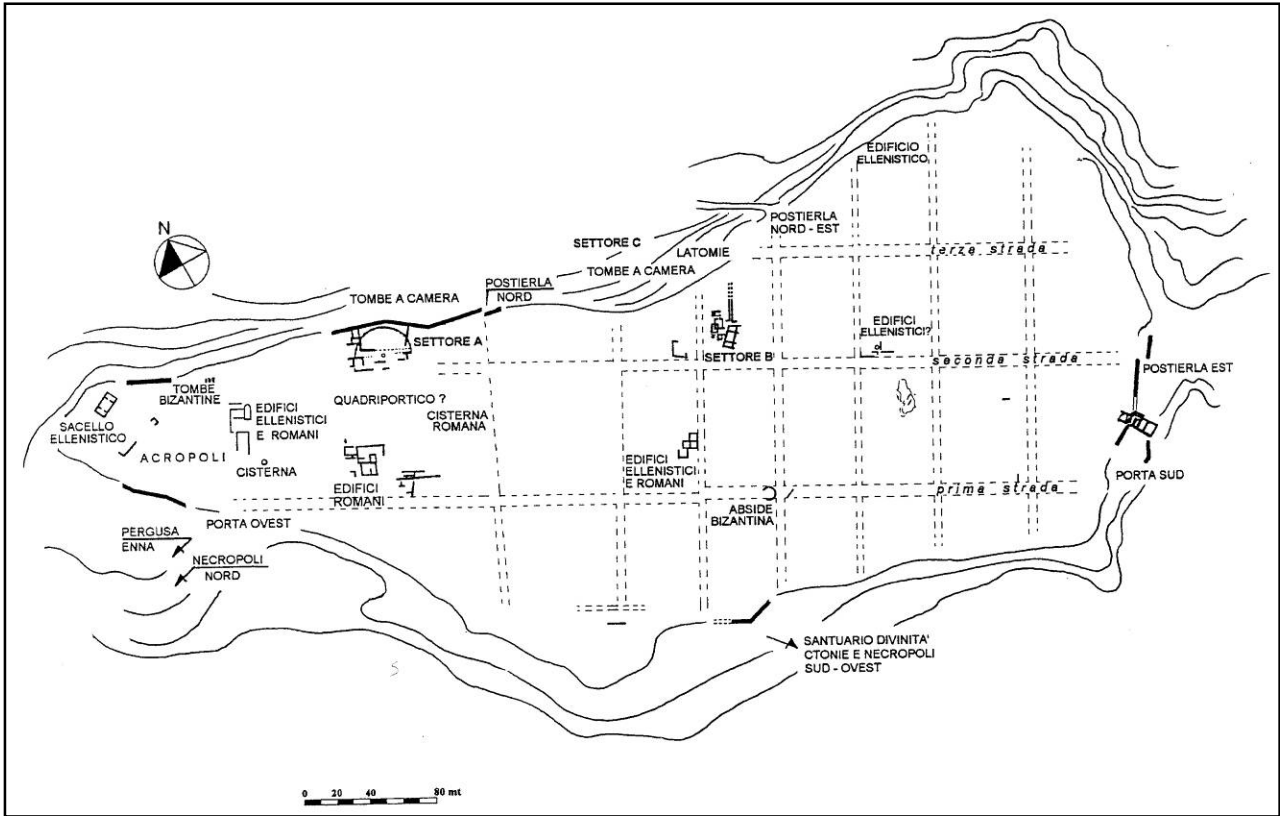 EDIFICIO
ELLENISTICO
POSTIERLA
NORD - EST
N
SETTORE C
LATOMIE
terza strada
TOMBE A CAMERA
POSTIERLA
NORD
TOMBE A CAMERA
SETTORE A
EDIFICI
ELLENISTICI?
SETTORE B
seconda strada
POSTIERLA EST
TOMBE
BIZANTINE
QUADRIPORTICO ?
CISTERNA
ROMANA
EDIFICI
ELLENISTICI
E ROMANI
SACELLO
ELLENISTICO
ACROPOLI
CISTERNA
EDIFICI
ELLENISTICI
E ROMANI
EDIFICI
ROMANI
PORTA SUD
prima strada
ABSIDE
BIZANTINA
PORTA OVEST
PERGUSA
ENNA
NECROPOLI
NORD
SANTUARIO DIVINITA'
CTONIE E NECROPOLI
SUD - OVEST
5
0 20 40 80 mt